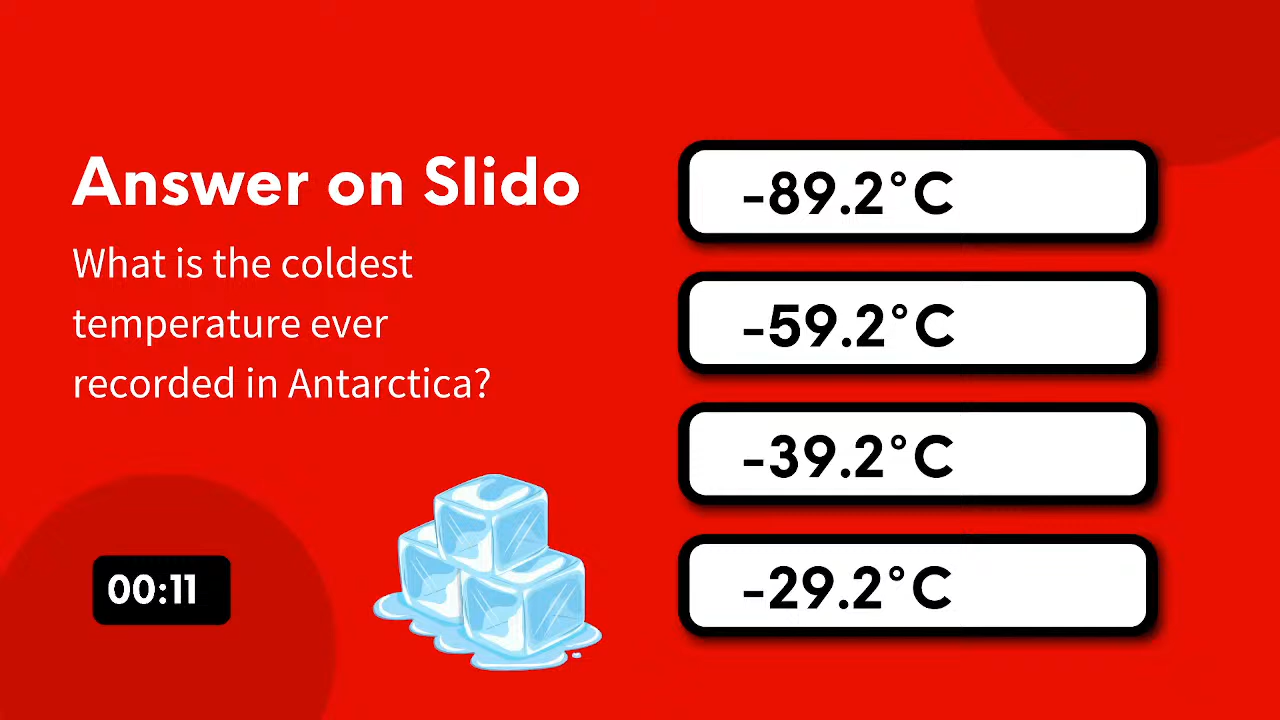 Answer on Slido
What is the coldest
temperature ever
recorded in Antarctica?
00:11
-89.2°C
-59.2°C
-39.2°C
-29.2°C